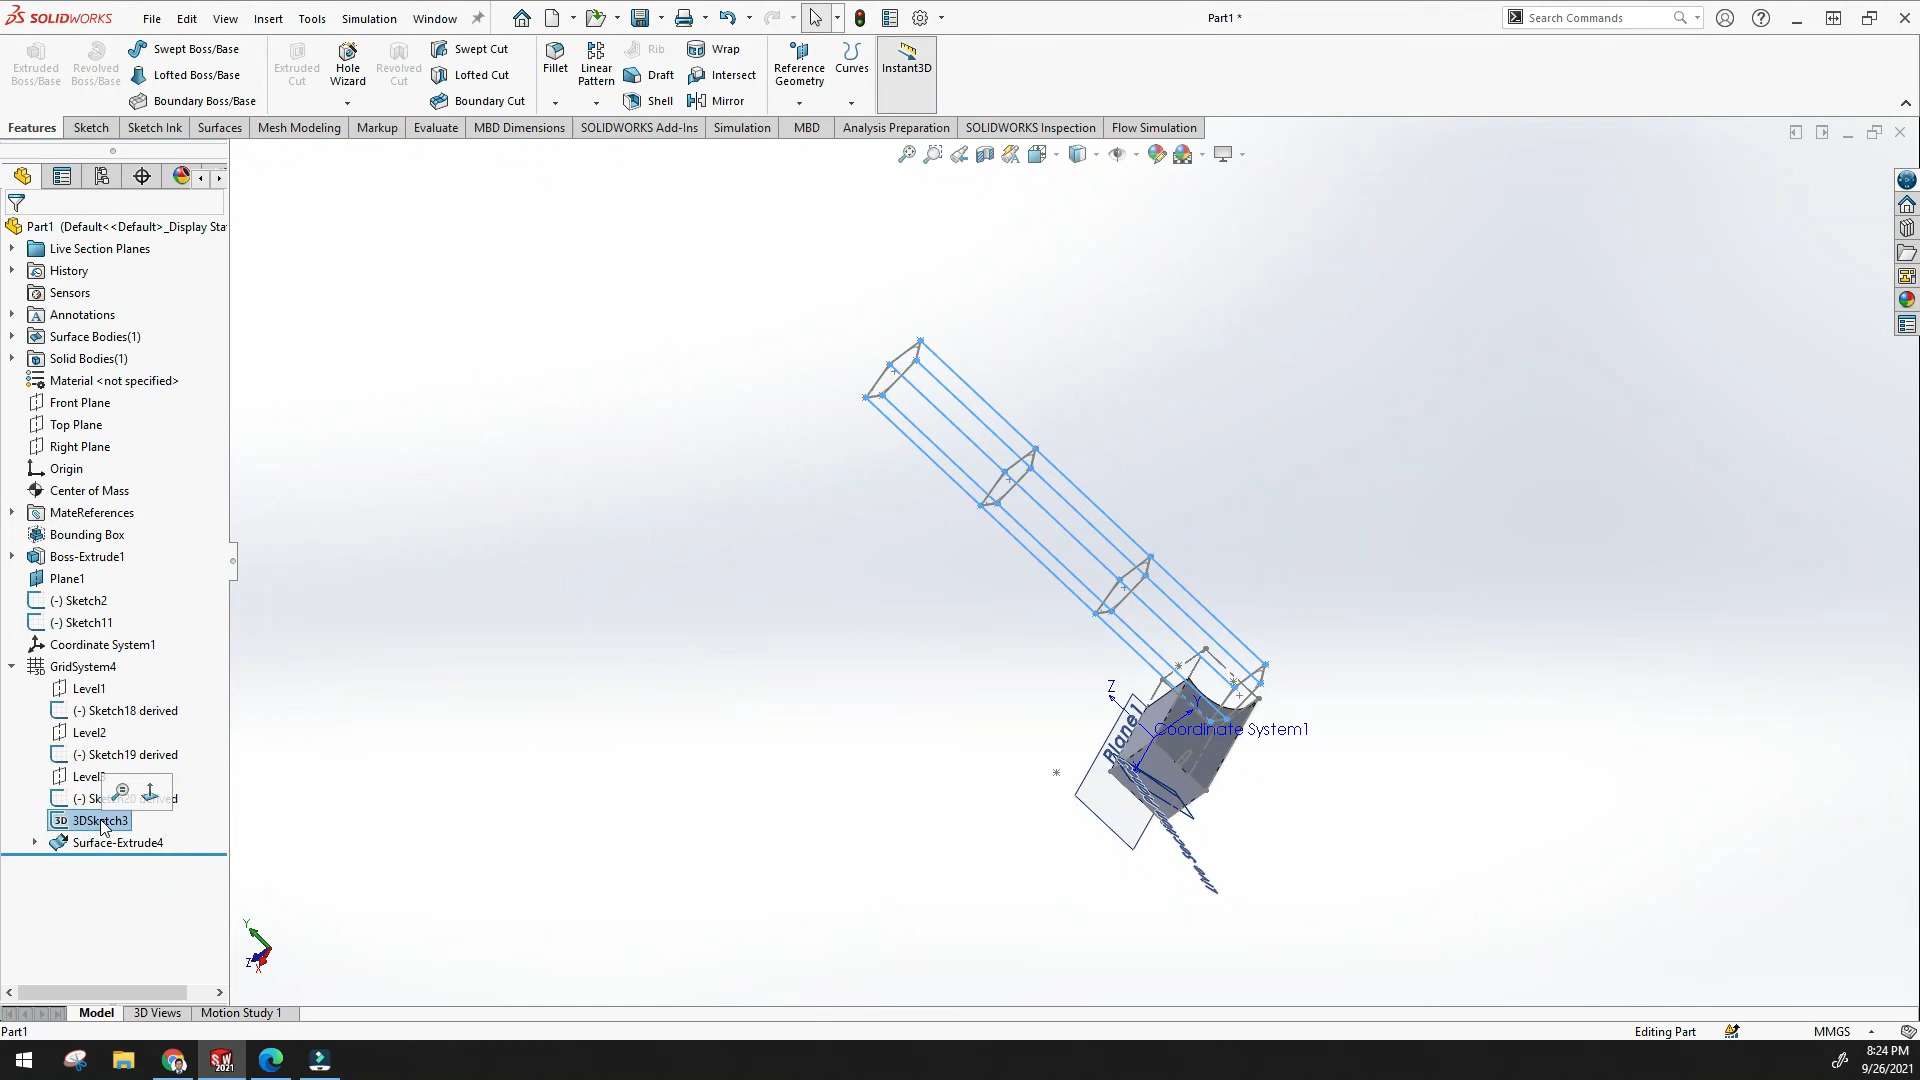 SOLIDWORKS File Edit View Insert Tools Simulation Window Part1 * Search Commands
Extruded Boss/Base
Revolved Boss/Base
Swept Boss/Base
Lofted Boss/Base
Boundary Boss/Base
Extruded Cut
Hole Wizard
Revolved Cut
Swept Cut
Lofted Cut
Boundary Cut
Fillet
Linear Pattern
Rib
Draft
Shell
Wrap
Intersect
Mirror
Reference Geometry
Curves
Instant3D
Features Sketch Sketch Ink Surfaces Mesh Modeling Markup Evaluate MBD Dimensions SOLIDWORKS Add-Ins Simulation MBD Analysis Preparation SOLIDWORKS Inspection Flow Simulation
Part1 (Default<<Default>_Display Sta
Live Section Planes
History
Sensors
Annotations
Surface Bodies(1)
Solid Bodies(1)
Material <not specified>
Front Plane
Top Plane
Right Plane
Origin
Center of Mass
MateReferences
Bounding Box
Boss-Extrude1
Plane1
(-) Sketch2
(-) Sketch11
Coordinate System1
GridSystem4
Level1
(-) Sketch18 derived
Level2
(-) Sketch19 derived
Level3
(-) Sketch20 derived
3D 3DSketch3
Surface-Extrude4
Z
Y
Coordinate System1
Plane1
Y
Z
X
Model 3D Views Motion Study 1
Part1 Editing Part MMGS
SW 2021
8:24 PM
9/26/2021